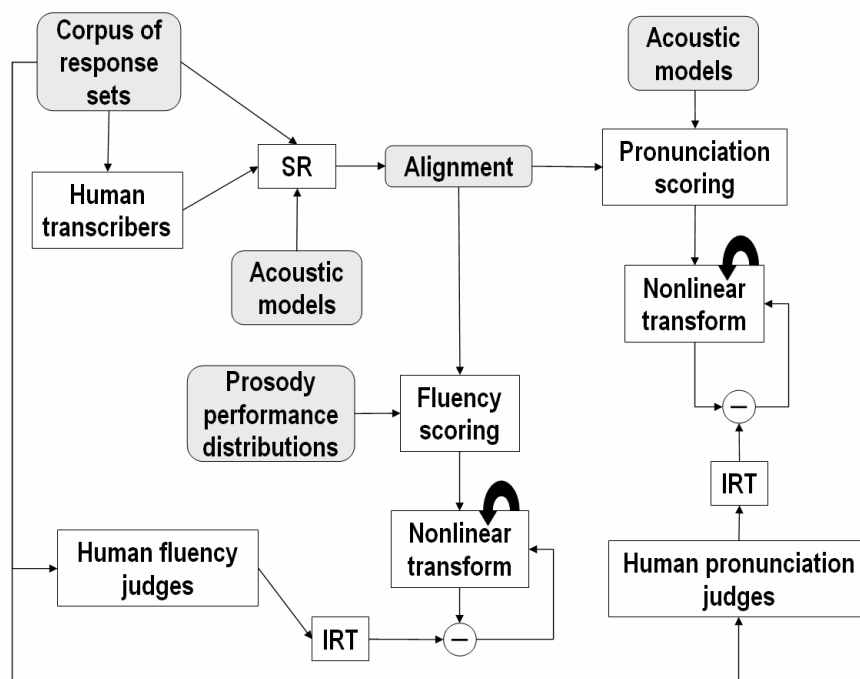 Corpus of
response
sets
Acoustic
models
Human
transcribers
SR
Alignment
Pronunciation
scoring
Acoustic
models
Nonlinear
transform
Prosody
performance
distributions
Fluency
scoring
−
IRT
Nonlinear
transform
Human fluency
judges
Human pronunciation
judges
IRT
−